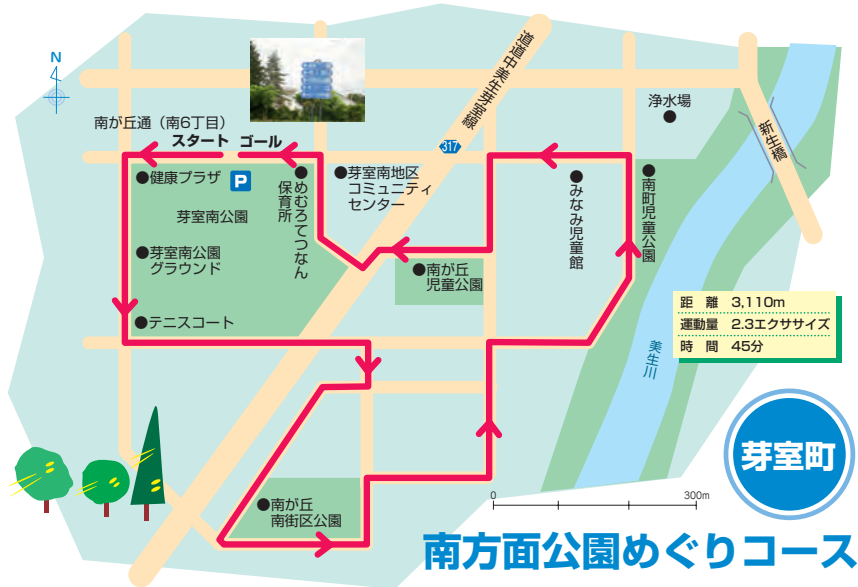 N
南が丘通（南6丁目）
スタート ゴール
道道中美生芽室線
317
浄水場
新生橋
健康プラザ
P
芽室南公園
めむろてつなん
保育所
芽室南地区
コミュニティ
センター
みなみ児童館
南町児童公園
芽室南公園
グラウンド
南が丘
児童公園
テニスコート
距 離 3,110m
運動量 2.3エクササイズ
時 間 45分
美生川
芽室町
南が丘
南街区公園
0 300m
南方面公園めぐりコース